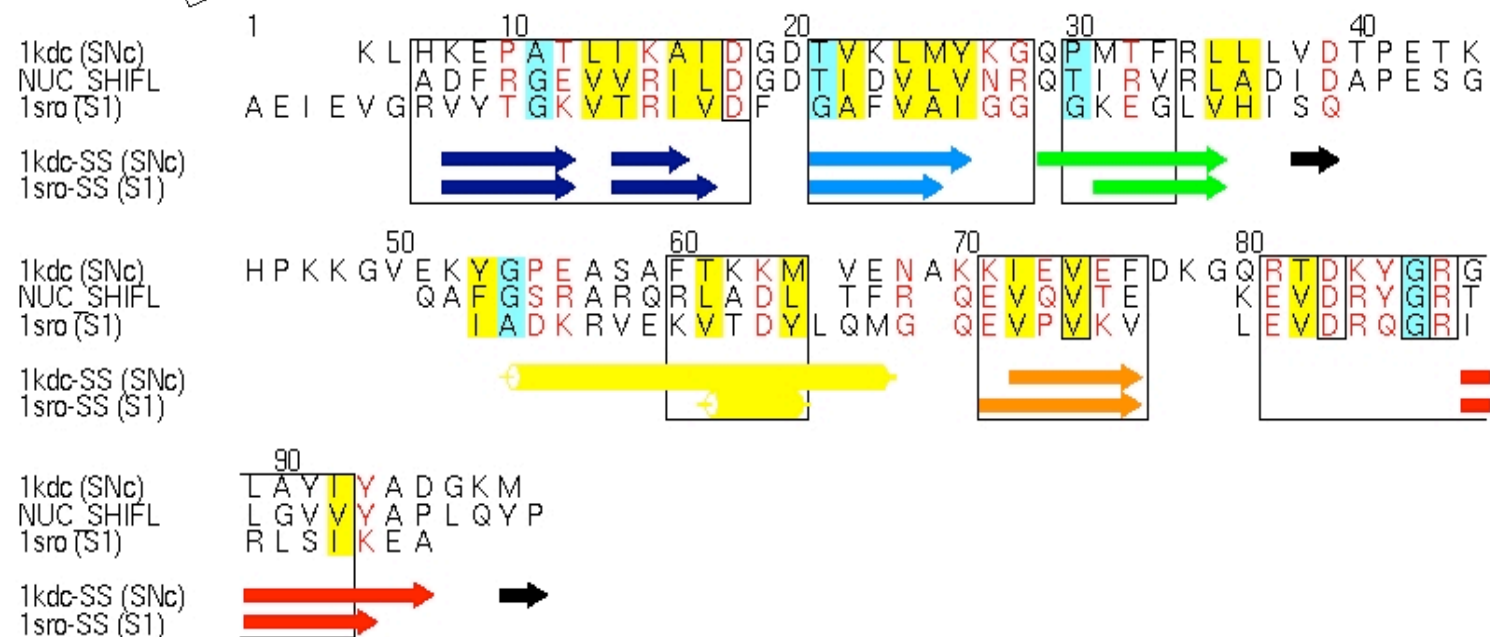 1 10 20 30 40
1kdc (SNc) K L H K E P A T L I K A I D G D T V K L M Y K G Q P M T F R L L L V D T P E T K
NUC_SHIFL A D F R G E V V R I L D G D T I D V L V N R Q T I R V R L A D I D A P E S G
1sro (S1) A E I E V G R V Y T G K V T R I V D F G A F V A I G G G K E G L V H I S Q
1kdc-SS (SNc)
1sro-SS (S1)
50 60 70 80
1kdc (SNc) H P K K G V E K Y G P E A S A F T K K M V E N A K K I E V E F D K G Q R T D K Y G R G
NUC_SHIFL Q A F G S R A R Q R L A D L T F R Q E V Q V T E K E V D R Y G R T
1sro (S1) I A D K R V E K V T D Y L Q M G Q E V P V K V L E V D R Q G R I
1kdc-SS (SNc)
1sro-SS (S1)
90
1kdc (SNc) L A Y I Y A D G K M
NUC_SHIFL L G V V Y A P L Q Y P
1sro (S1) R L S I K E A
1kdc-SS (SNc)
1sro-SS (S1)